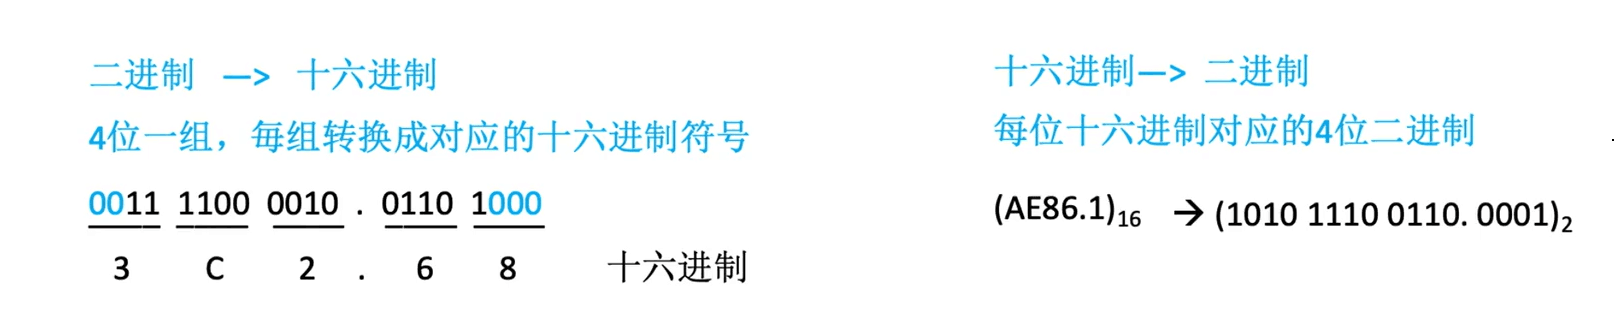 二进制 —> 十六进制
4位一组，每组转换成对应的十六进制符号
0011 1100 0010 . 0110 1000
3 C 2 . 6 8 十六进制
十六进制—> 二进制
每位十六进制对应的4位二进制
(AE86.1)₁₆ → (1010 1110 0110. 0001)₂